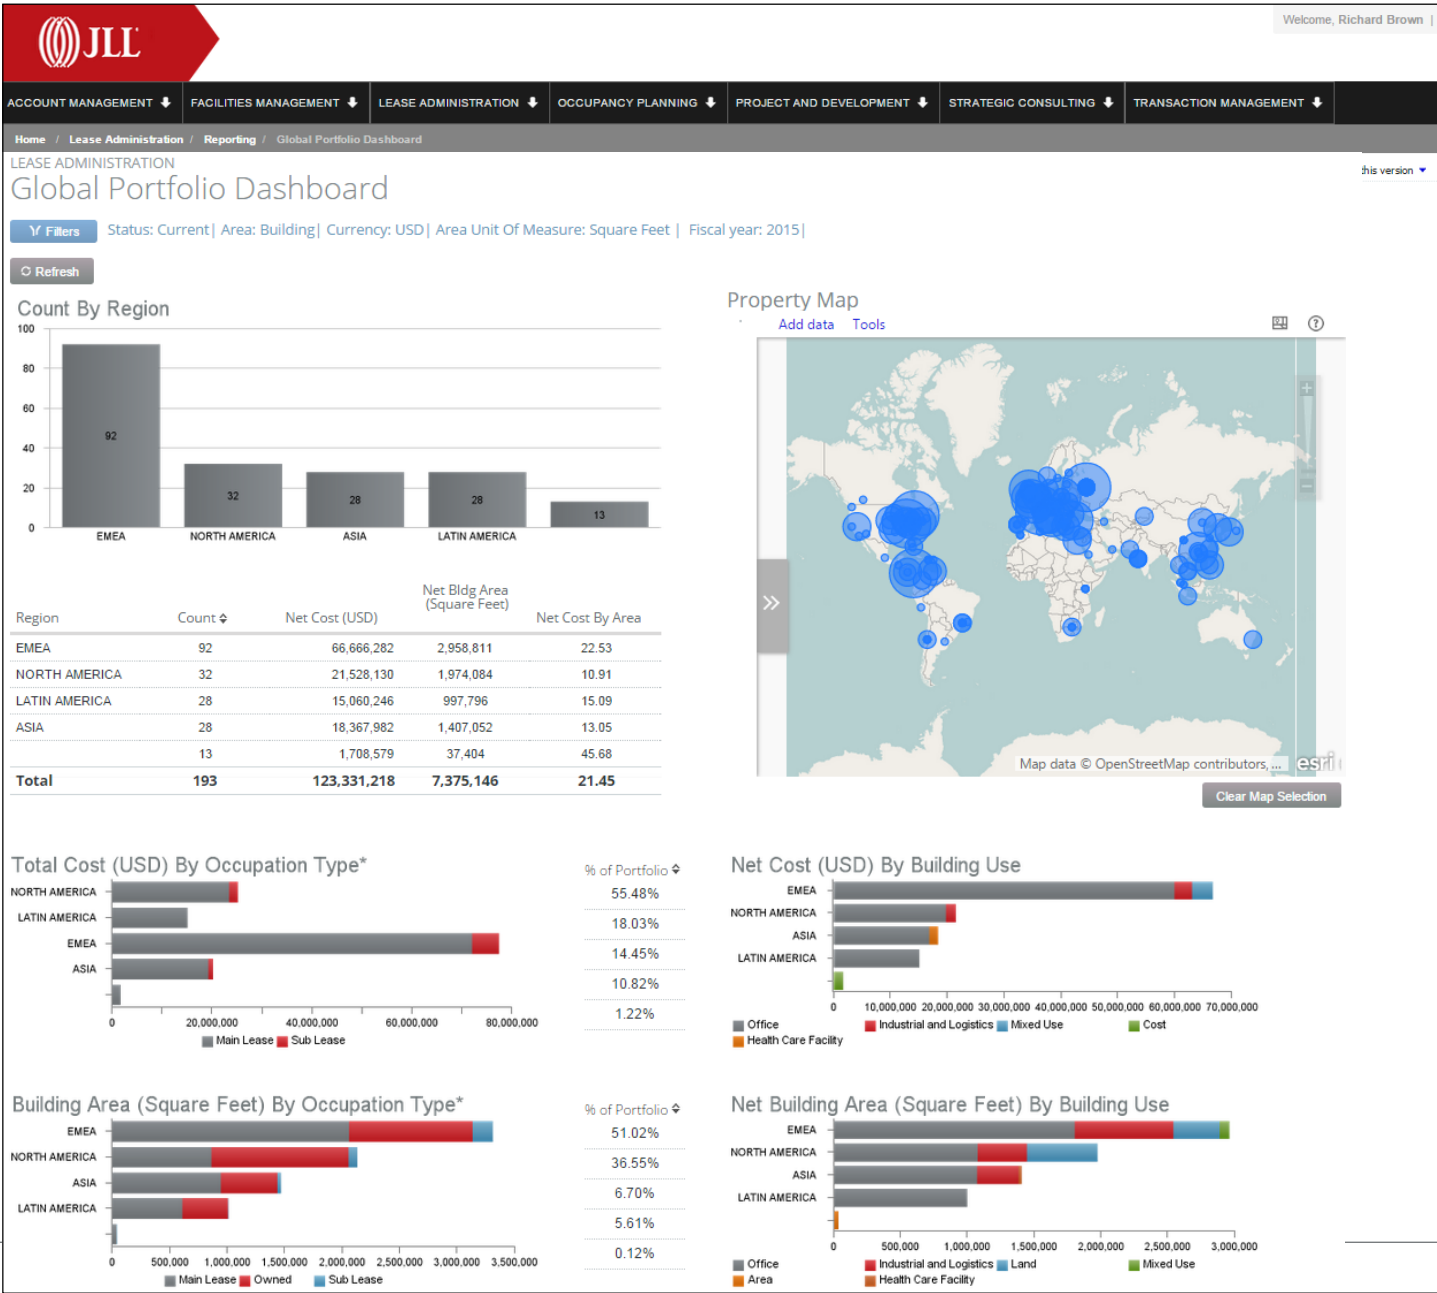 JLL
Welcome, Richard Brown |
ACCOUNT MANAGEMENT FACILITIES MANAGEMENT LEASE ADMINISTRATION OCCUPANCY PLANNING PROJECT AND DEVELOPMENT STRATEGIC CONSULTING TRANSACTION MANAGEMENT
Home / Lease Administration / Reporting / Global Portfolio Dashboard
LEASE ADMINISTRATION
this version
Global Portfolio Dashboard
Filters Status: Current| Area: Building| Currency: USD| Area Unit Of Measure: Square Feet | Fiscal year: 2015|
Refresh
Count By Region
100
80
60
40
20
0
92
32
28
28
13
EMEA NORTH AMERICA ASIA LATIN AMERICA
Property Map
Add data Tools
Map data © OpenStreetMap contributors, ... esri
Clear Map Selection
Region Count Net Cost (USD) Net Bldg Area (Square Feet) Net Cost By Area
EMEA 92 66,666,282 2,958,811 22.53
NORTH AMERICA 32 21,528,130 1,974,084 10.91
LATIN AMERICA 28 15,060,246 997,796 15.09
ASIA 28 18,367,982 1,407,052 13.05
13 1,708,579 37,404 45.68
Total 193 123,331,218 7,375,146 21.45
Total Cost (USD) By Occupation Type*
NORTH AMERICA
LATIN AMERICA
EMEA
ASIA
0 20,000,000 40,000,000 60,000,000 80,000,000
Main Lease Sub Lease
% of Portfolio
55.48%
18.03%
14.45%
10.82%
1.22%
Net Cost (USD) By Building Use
EMEA
NORTH AMERICA
ASIA
LATIN AMERICA
0 10,000,000 20,000,000 30,000,000 40,000,000 50,000,000 60,000,000 70,000,000
Office Industrial and Logistics Mixed Use Cost
Health Care Facility
Building Area (Square Feet) By Occupation Type*
EMEA
NORTH AMERICA
ASIA
LATIN AMERICA
0 500,000 1,000,000 1,500,000 2,000,000 2,500,000 3,000,000 3,500,000
Main Lease Owned Sub Lease
% of Portfolio
51.02%
36.55%
6.70%
5.61%
0.12%
Net Building Area (Square Feet) By Building Use
EMEA
NORTH AMERICA
ASIA
LATIN AMERICA
0 500,000 1,000,000 1,500,000 2,000,000 2,500,000 3,000,000
Office Industrial and Logistics Land Mixed Use
Area Health Care Facility